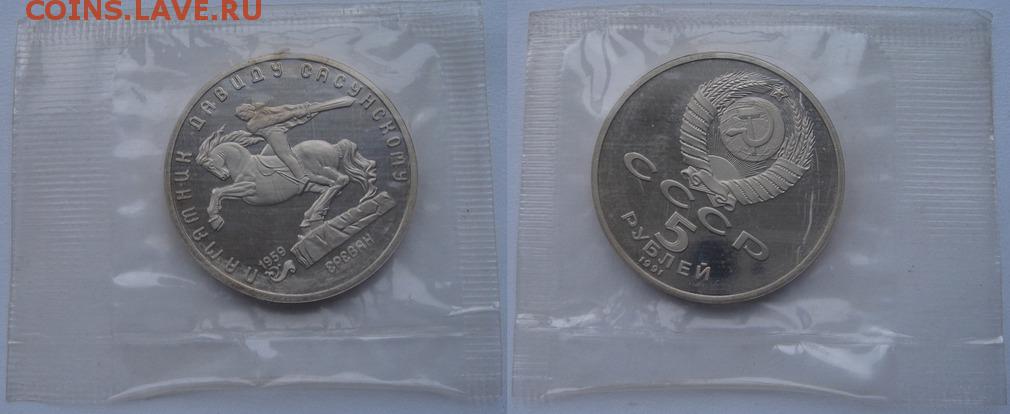 COINS.LAVE.RU
ПАМЯТНИК ДАВИДУ САСУНСКОМУ
1959
ЕРЕВАН
СССР
5
РУБЛЕЙ
1991